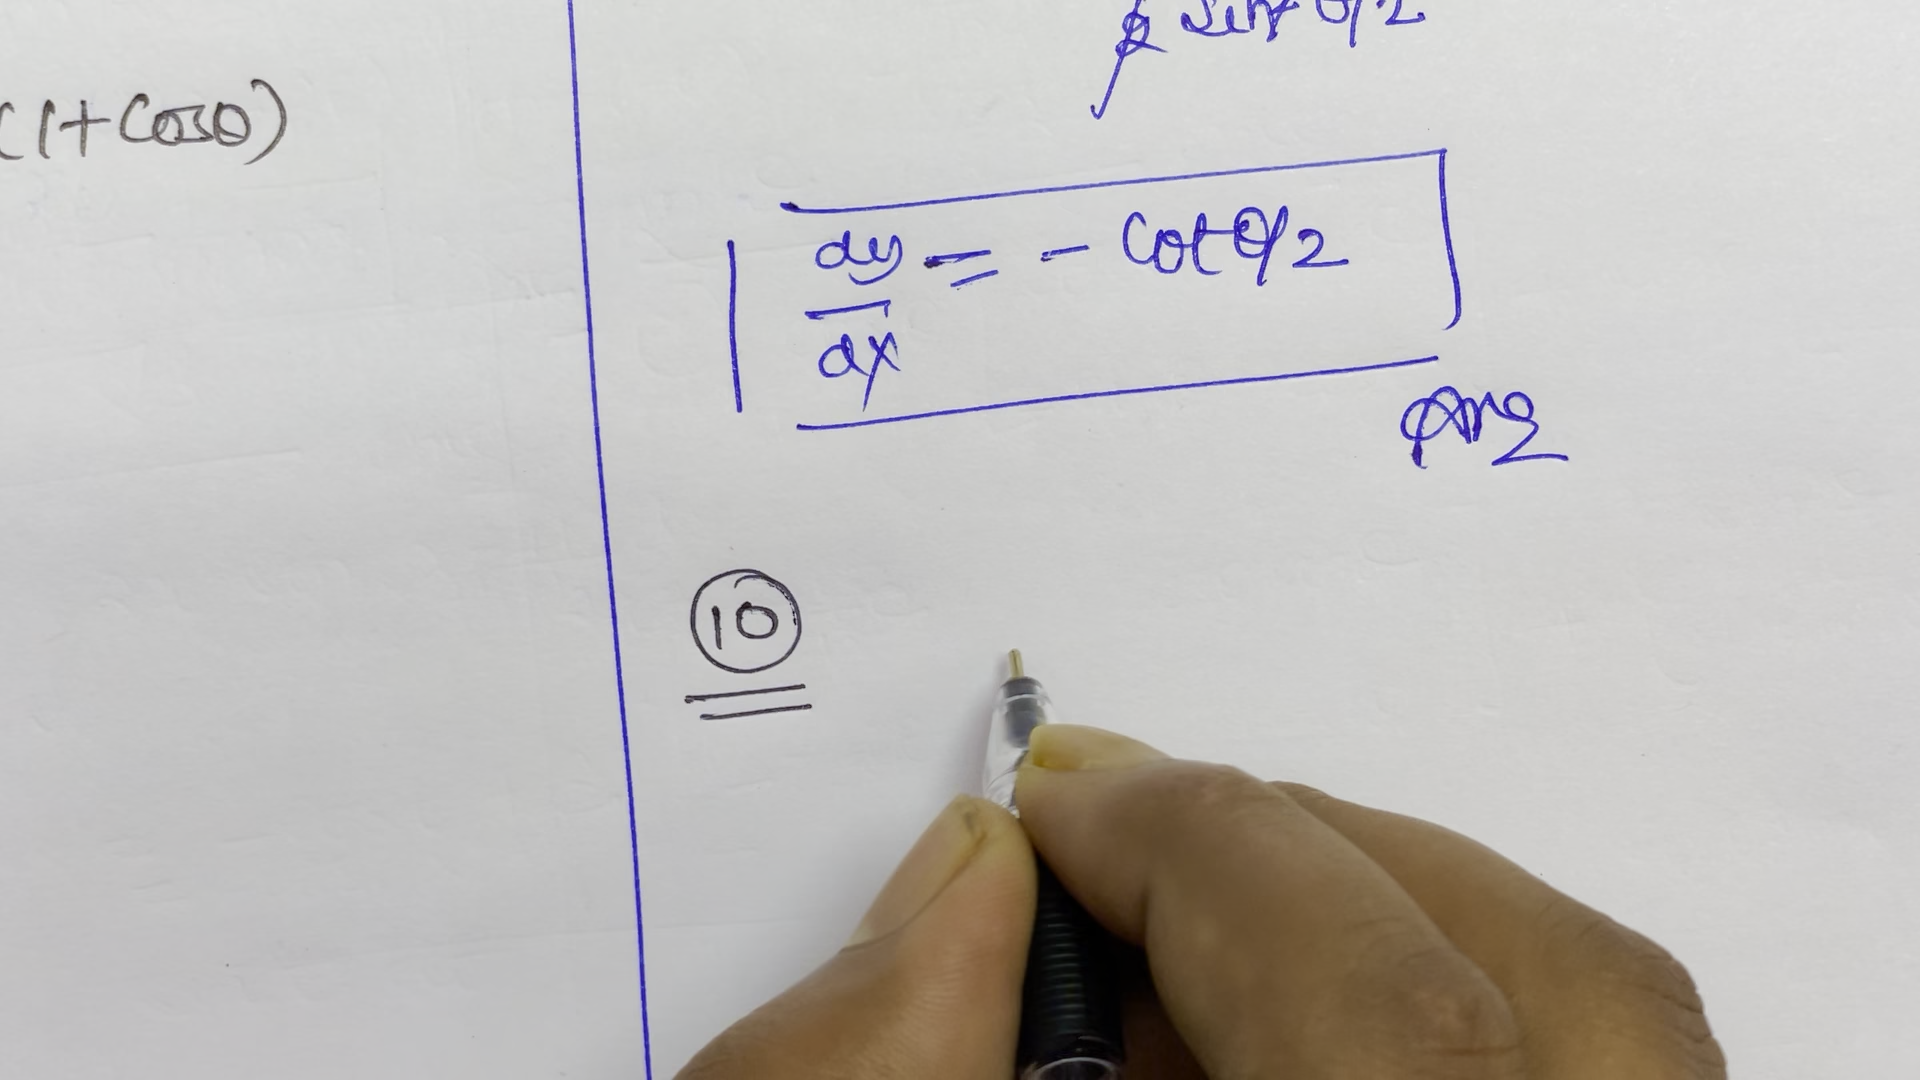 (1+Cosθ)
Sin θ/2
dy/dx = - Cot θ/2
Ans
10